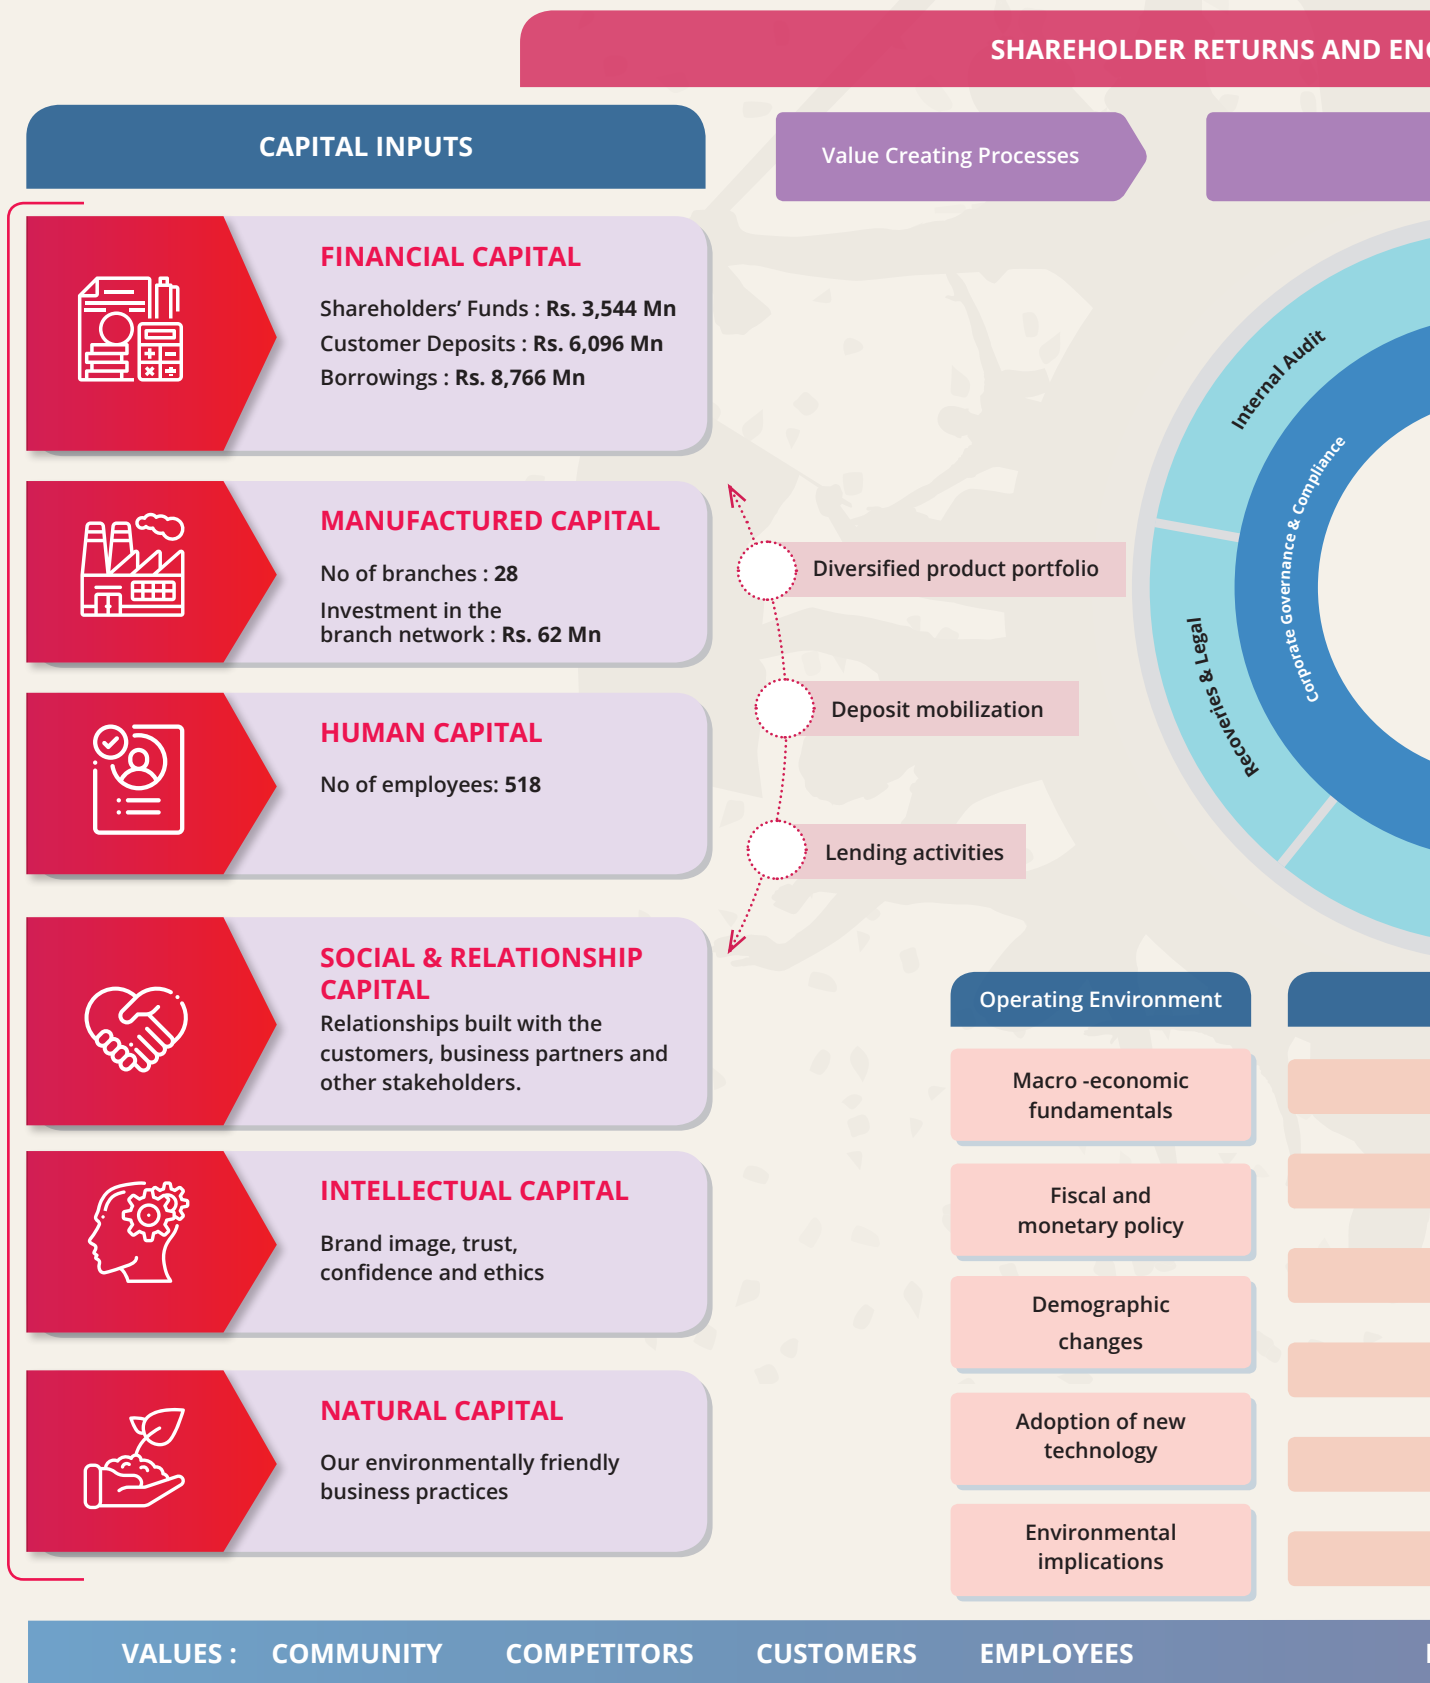 SHAREHOLDER RETURNS AND
CAPITAL INPUTS
Value Creating Processes
FINANCIAL CAPITAL
Shareholders’ Funds : Rs. 3,544 Mn
Customer Deposits : Rs. 6,096 Mn
Borrowings : Rs. 8,766 Mn
MANUFACTURED CAPITAL
No of branches : 28
Investment in the
branch network : Rs. 62 Mn
HUMAN CAPITAL
No of employees: 518
SOCIAL & RELATIONSHIP
CAPITAL
Relationships built with the
customers, business partners and
other stakeholders.
INTELLECTUAL CAPITAL
Brand image, trust,
confidence and ethics
NATURAL CAPITAL
Our environmentally friendly
business practices
Diversified product portfolio
Deposit mobilization
Lending activities
Internal Audit
Corporate Governance & Compliance
Recoveries & Legal
Operating Environment
Macro -economic
fundamentals
Fiscal and
monetary policy
Demographic
changes
Adoption of new
technology
Environmental
implications
VALUES : COMMUNITY COMPETITORS CUSTOMERS EMPLOYEES